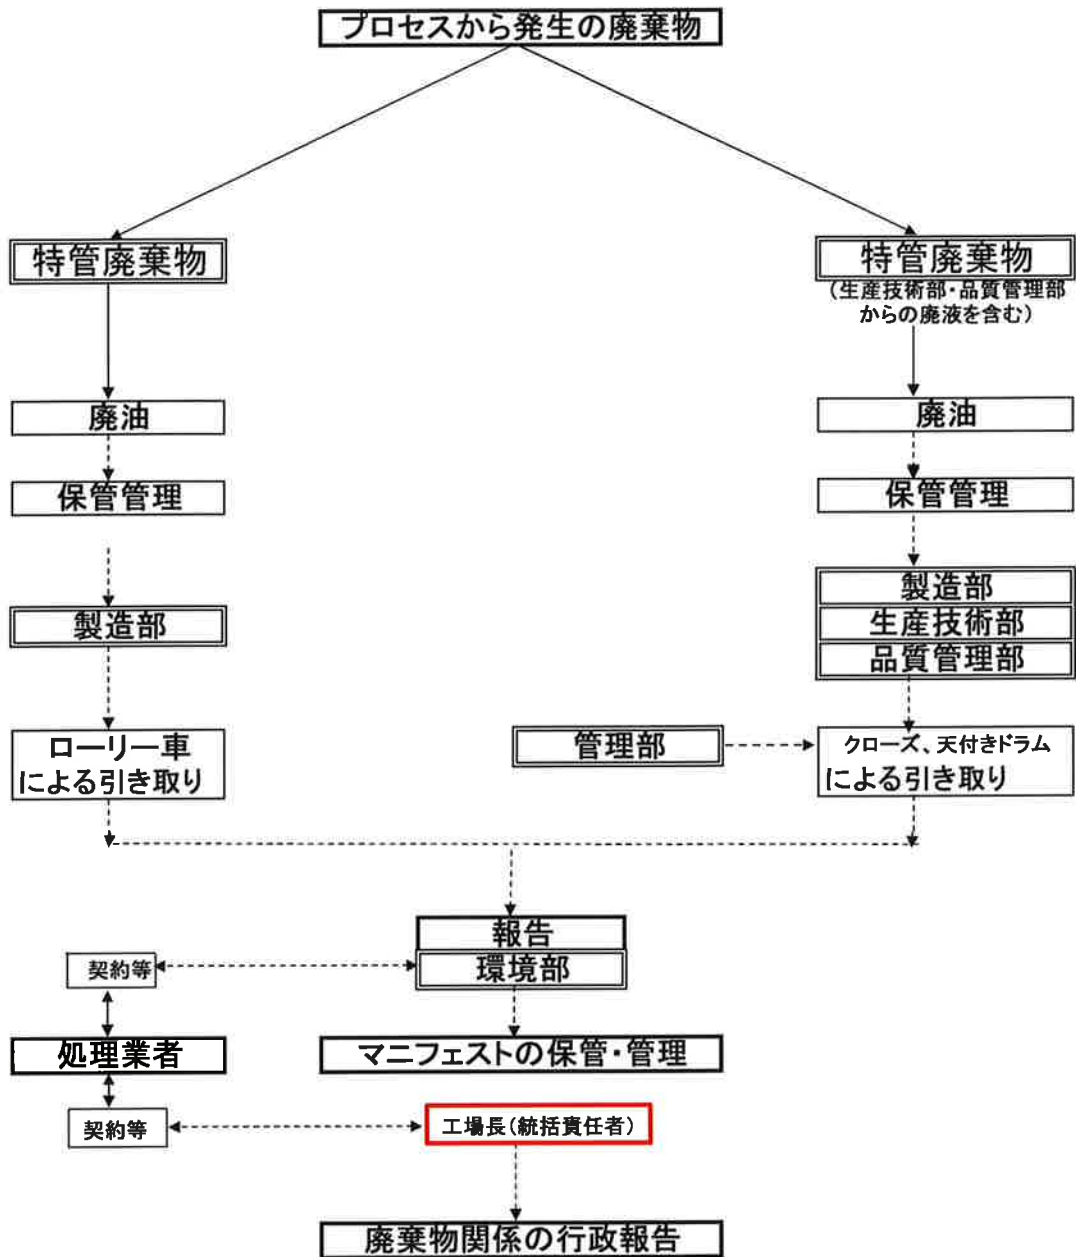 プロセスから発生の廃棄物
特管廃棄物
特管廃棄物
(生産技術部・品質管理部
からの廃液を含む)
廃油
廃油
保管管理
保管管理
製造部
製造部
生産技術部
品質管理部
ローリー車
による引き取り
管理部
クローズ、天付きドラム
による引き取り
報告
環境部
契約等
処理業者
マニフェストの保管・管理
契約等
工場長(統括責任者)
廃棄物関係の行政報告